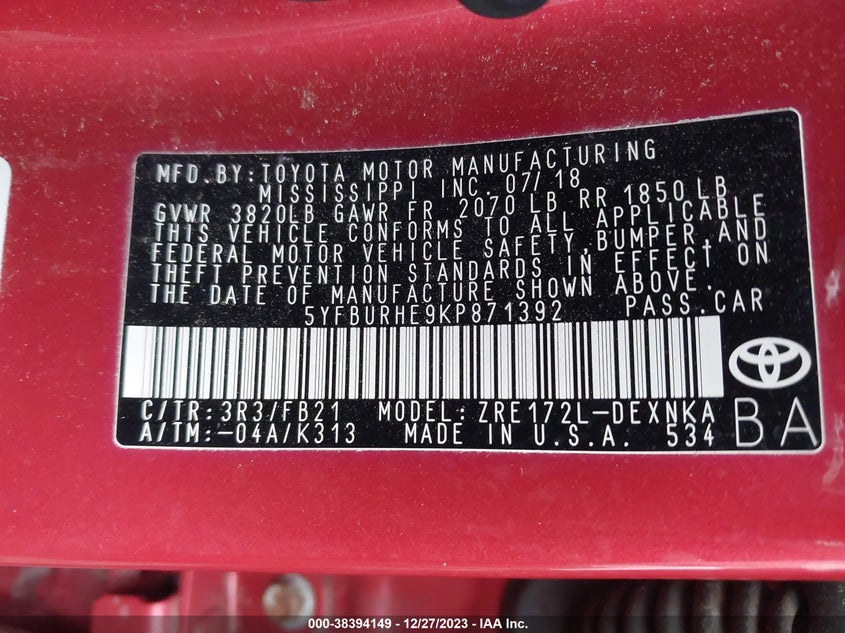 MFD.BY:TOYOTA MOTOR MANUFACTURING
MISSISSIPPI INC. 07/18
GVWR 3820LB GAWR FR 2070 LB RR 1850 LB
THIS VEHICLE CONFORMS TO ALL APPLICABLE
FEDERAL MOTOR VEHICLE SAFETY,BUMPER,AND
THEFT PREVENTION STANDARDS IN EFFECT ON
THE DATE OF MANUFACTURE SHOWN ABOVE.
5YFBURHE9KP871392 PASS.CAR
C/TR:3R3/FB21 MODEL:ZRE172L-DEXNKA
A/TM:-04A/K313 MADE IN U.S.A. 534
BA
000-38394149 - 12/27/2023 - IAA Inc.